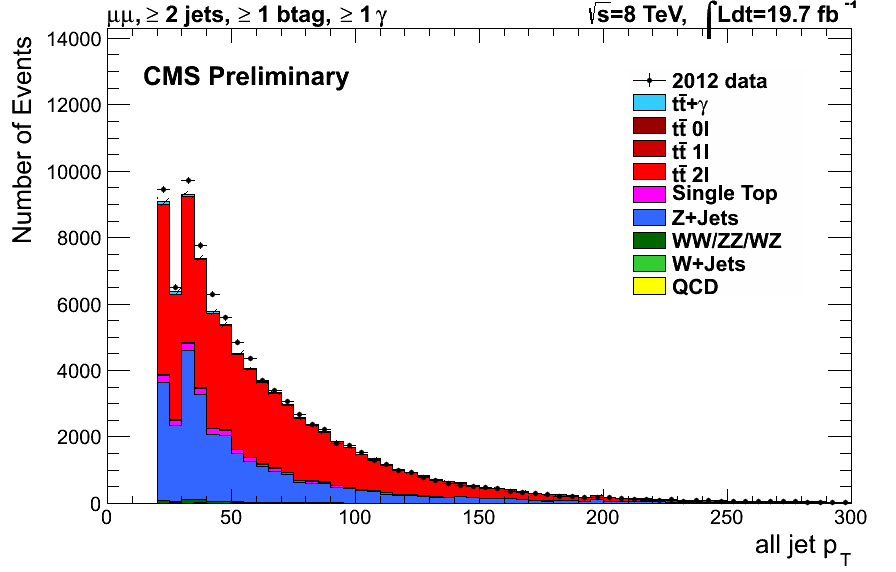 μμ, ≥ 2 jets, ≥ 1 btag, ≥ 1 γ
√s=8 TeV, ∫Ldt=19.7 fb⁻¹
CMS Preliminary
Number of Events
14000
12000
10000
8000
6000
4000
2000
0
2012 data
tt̄+γ
tt̄ 0l
tt̄ 1l
tt̄ 2l
Single Top
Z+Jets
WW/ZZ/WZ
W+Jets
QCD
0 50 100 150 200 250 300
all jet p_T